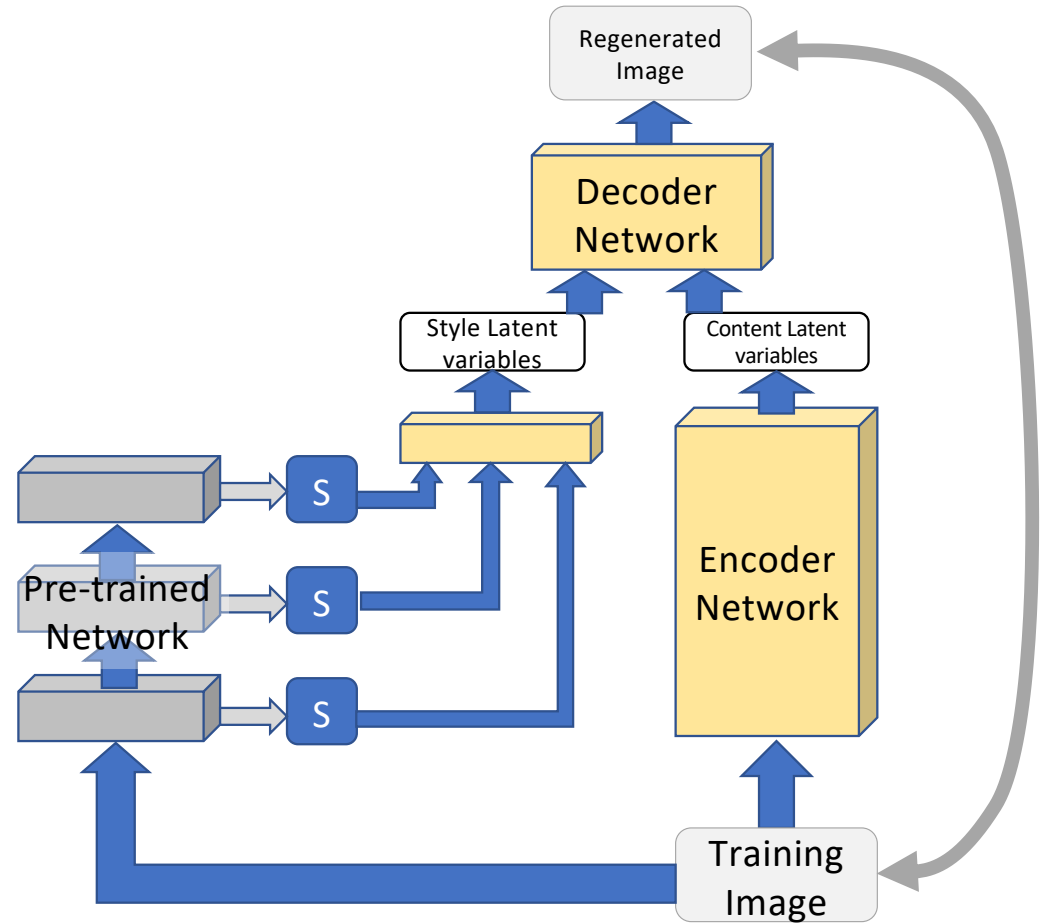 Regenerated
Image
Decoder
Network
Style Latent
variables
Content Latent
variables
S
Pre-trained
Network
S
S
Encoder
Network
Training
Image